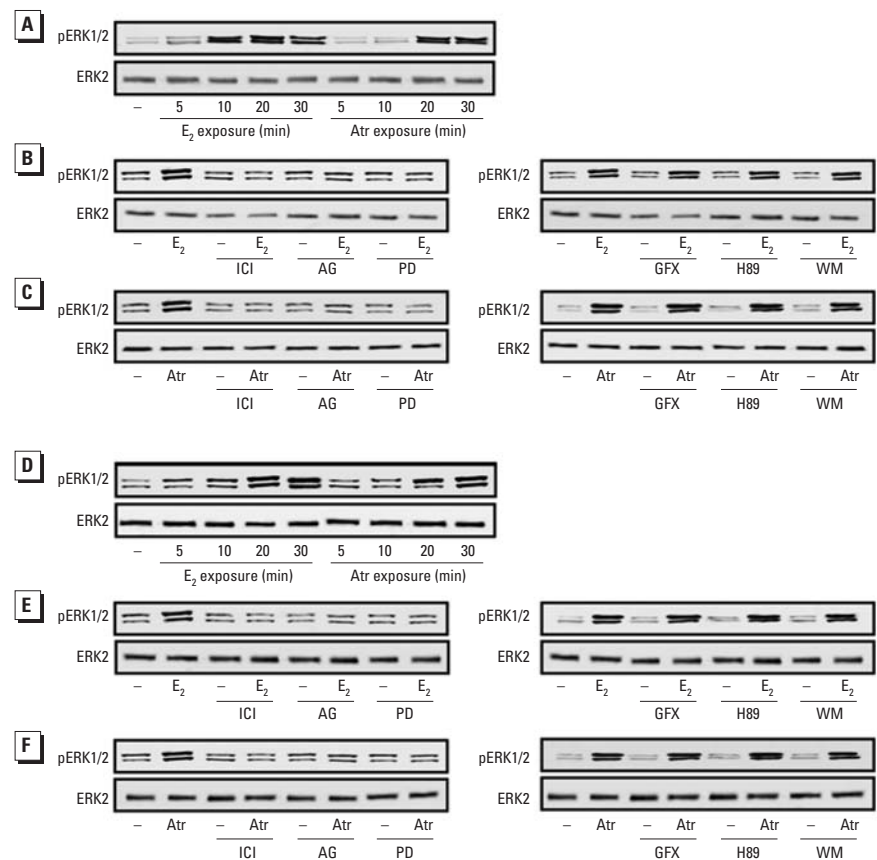 A
pERK1/2
ERK2
– 5 10 20 30 5 10 20 30
E2 exposure (min) Atr exposure (min)
B
pERK1/2 pERK1/2
ERK2 ERK2
– E2 – E2 – E2 – E2 – E2 – E2 – E2 – E2
ICI AG PD GFX H89 WM
C
pERK1/2 pERK1/2
ERK2 ERK2
– Atr – Atr – Atr – Atr – Atr – Atr – Atr – Atr
ICI AG PD GFX H89 WM
D
pERK1/2
ERK2
– 5 10 20 30 5 10 20 30
E2 exposure (min) Atr exposure (min)
E
pERK1/2 pERK1/2
ERK2 ERK2
– E2 – E2 – E2 – E2 – E2 – E2 – E2 – E2
ICI AG PD GFX H89 WM
F
pERK1/2 pERK1/2
ERK2 ERK2
– Atr – Atr – Atr – Atr – Atr – Atr – Atr – Atr
ICI AG PD GFX H89 WM